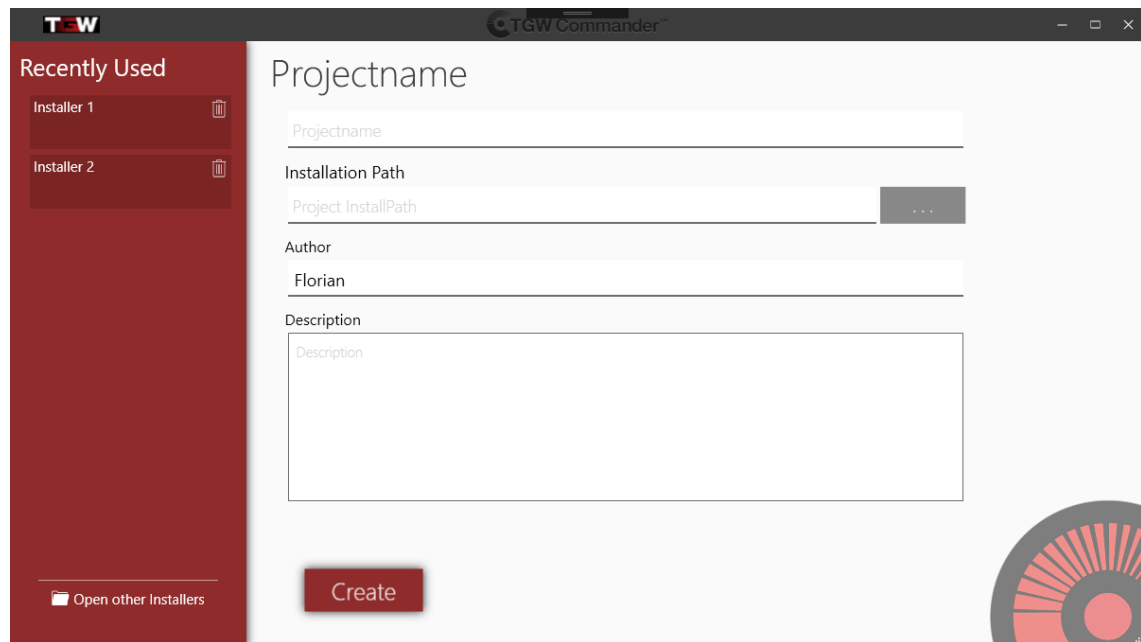 TGW
TGW Commander™
Recently Used
Installer 1
Installer 2
Open other Installers
Projectname
Projectname
Installation Path
Project InstallPath
...
Author
Florian
Description
Description
Create